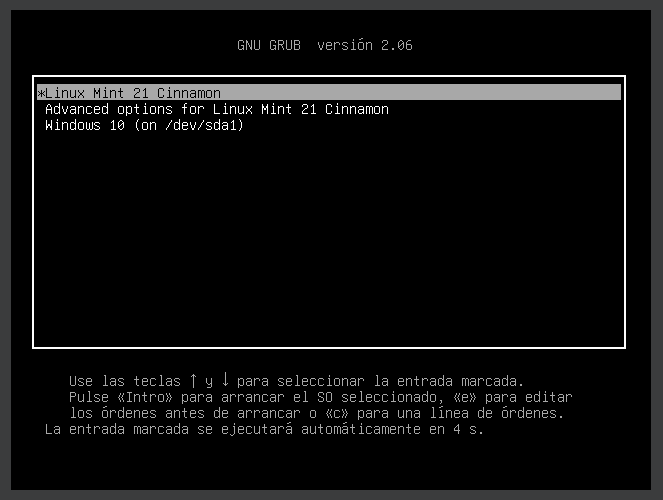 GNU GRUB  versión 2.06
*Linux Mint 21 Cinnamon
Advanced options for Linux Mint 21 Cinnamon
Windows 10 (on /dev/sda1)
Use las teclas ↑ y ↓ para seleccionar la entrada marcada.
Pulse «Intro» para arrancar el SO seleccionado, «e» para editar
los órdenes antes de arrancar o «c» para una línea de órdenes.
La entrada marcada se ejecutará automáticamente en 4 s.